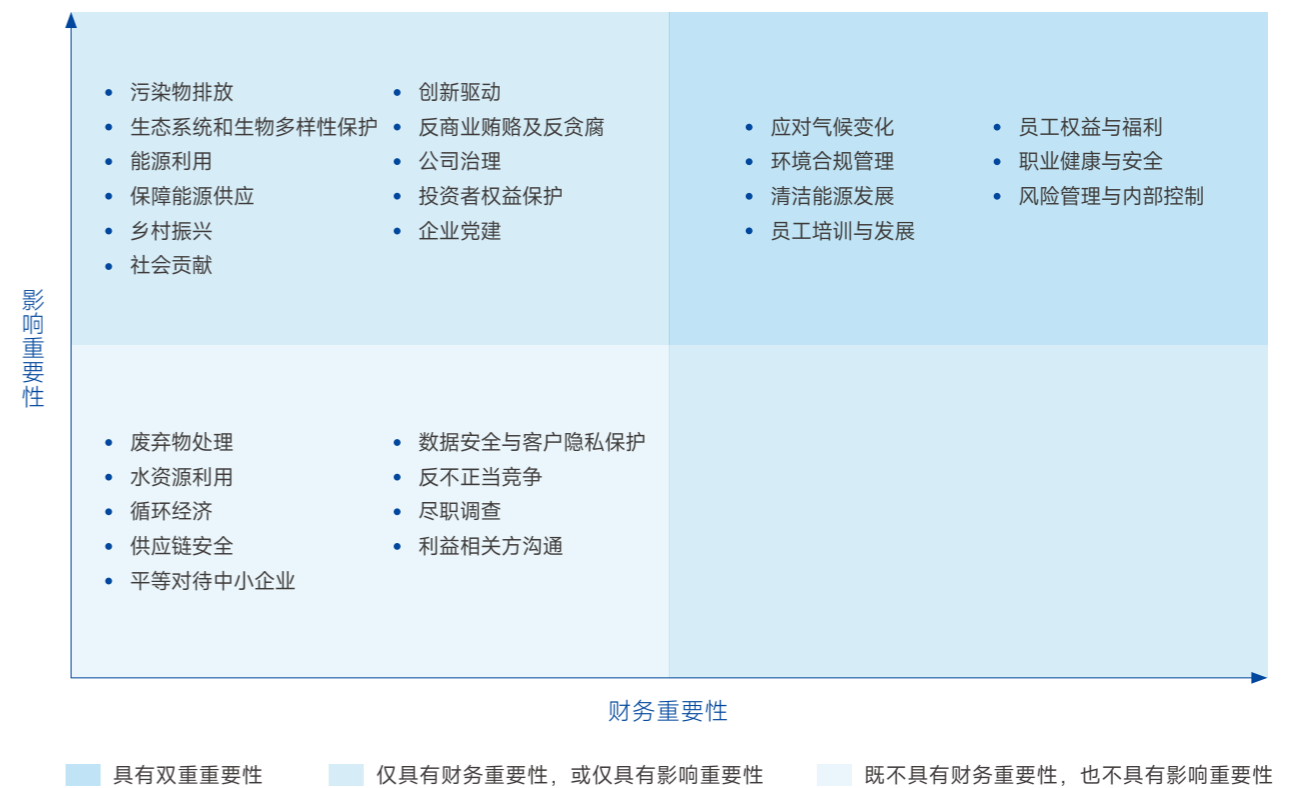 影响重要性
污染物排放
生态系统和生物多样性保护
能源利用
保障能源供应
乡村振兴
社会贡献
创新驱动
反商业贿赂及反贪腐
公司治理
投资者权益保护
企业党建
应对气候变化
环境合规管理
清洁能源发展
员工培训与发展
员工权益与福利
职业健康与安全
风险管理与内部控制
废弃物处理
水资源利用
循环经济
供应链安全
平等对待中小企业
数据安全与客户隐私保护
反不正当竞争
尽职调查
利益相关方沟通
财务重要性
具有双重重要性
仅具有财务重要性，或仅具有影响重要性
既不具有财务重要性，也不具有影响重要性